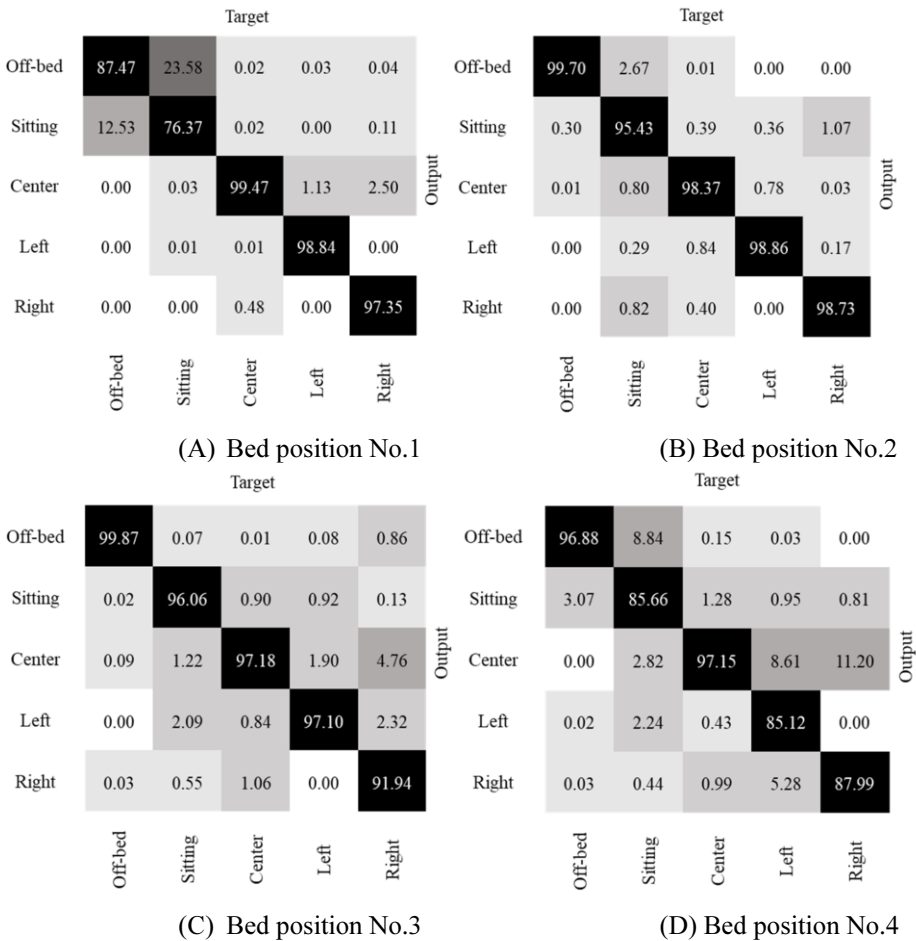 Target
Off-bed 87.47 23.58 0.02 0.03 0.04
Sitting 12.53 76.37 0.02 0.00 0.11
Center 0.00 0.03 99.47 1.13 2.50
Left 0.00 0.01 0.01 98.84 0.00
Right 0.00 0.00 0.48 0.00 97.35
Output
Off-bed Sitting Center Left Right
(A) Bed position No.1
Target
Off-bed 99.70 2.67 0.01 0.00 0.00
Sitting 0.30 95.43 0.39 0.36 1.07
Center 0.01 0.80 98.37 0.78 0.03
Left 0.00 0.29 0.84 98.86 0.17
Right 0.00 0.82 0.40 0.00 98.73
Output
Off-bed Sitting Center Left Right
(B) Bed position No.2
Target
Off-bed 99.87 0.07 0.01 0.08 0.86
Sitting 0.02 96.06 0.90 0.92 0.13
Center 0.09 1.22 97.18 1.90 4.76
Left 0.00 2.09 0.84 97.10 2.32
Right 0.03 0.55 1.06 0.00 91.94
Output
Off-bed Sitting Center Left Right
(C) Bed position No.3
Target
Off-bed 96.88 8.84 0.15 0.03 0.00
Sitting 3.07 85.66 1.28 0.95 0.81
Center 0.00 2.82 97.15 8.61 11.20
Left 0.02 2.24 0.43 85.12 0.00
Right 0.03 0.44 0.99 5.28 87.99
Output
Off-bed Sitting Center Left Right
(D) Bed position No.4